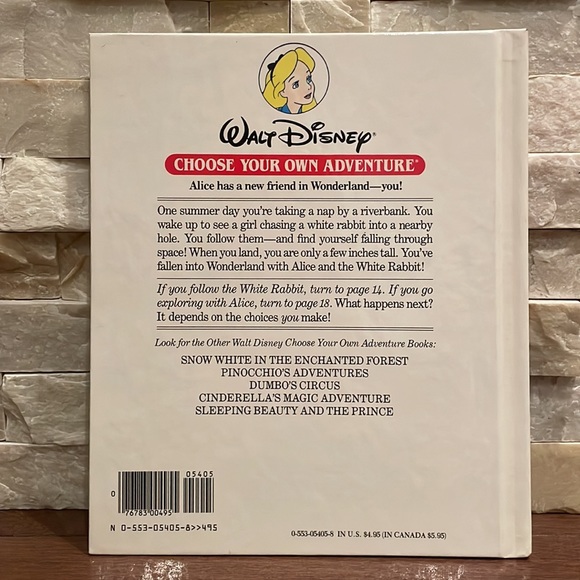 Walt Disney®
CHOOSE YOUR OWN ADVENTURE®
Alice has a new friend in Wonderland—you!
One summer day you're taking a nap by a riverbank. You
wake up to see a girl chasing a white rabbit into a nearby
hole. You follow them—and find yourself falling through
space! When you land, you are only a few inches tall. You've
fallen into Wonderland with Alice and the White Rabbit!
If you follow the White Rabbit, turn to page 14. If you go
exploring with Alice, turn to page 18. What happens next?
It depends on the choices you make!
Look for the Other Walt Disney Choose Your Own Adventure Books:
SNOW WHITE IN THE ENCHANTED FOREST
PINOCCHIO'S ADVENTURES
DUMBO'S CIRCUS
CINDERELLA'S MAGIC ADVENTURE
SLEEPING BEAUTY AND THE PRINCE
05405
0 76783 00495
N 0-553-05405-8>>495
0-553-05405-8 IN U.S. $4.95 (IN CANADA $5.95)